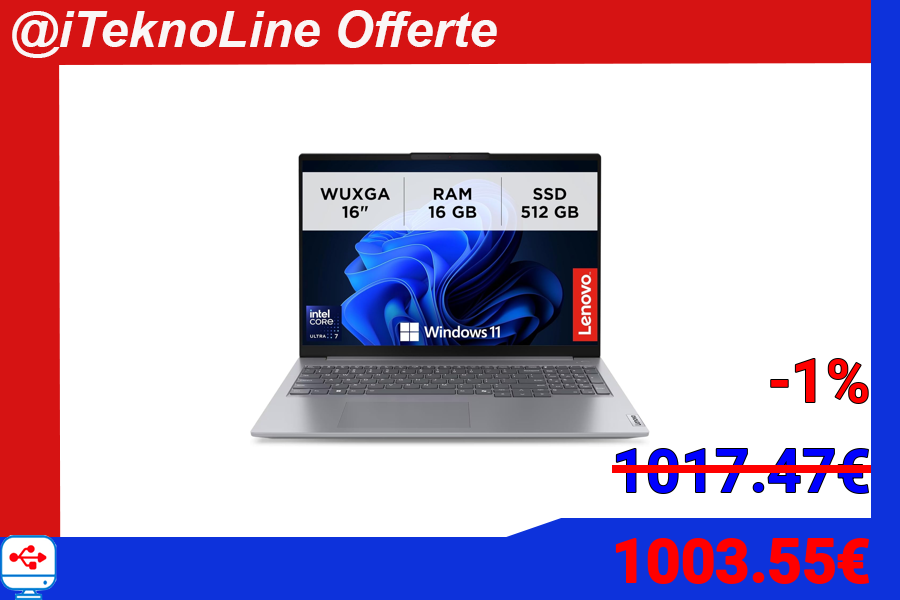 @iTeknoLine Offerte
WUXGA
16"
RAM
16 GB
SSD
512 GB
intel
CORE
ULTRA 7
Windows 11
Lenovo.
-1%
1017.47€
1003.55€